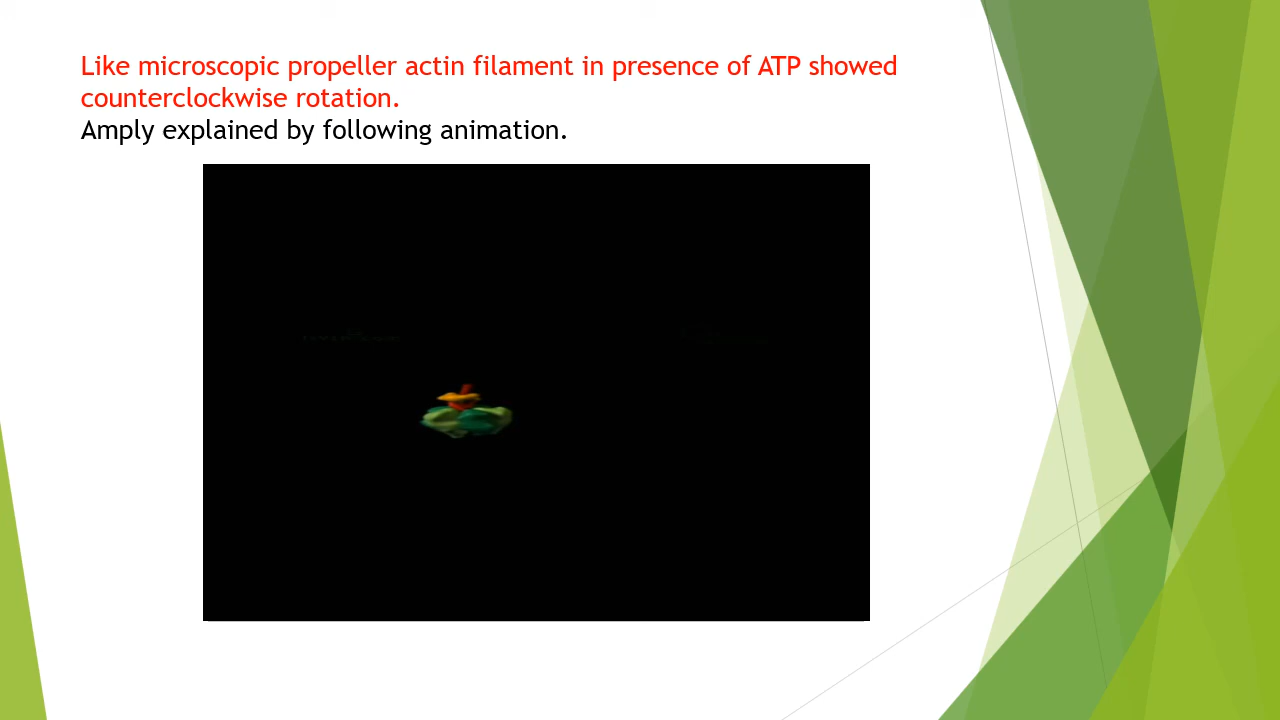 Like microscopic propeller actin filament in presence of ATP showed
counterclockwise rotation.
Amply explained by following animation.